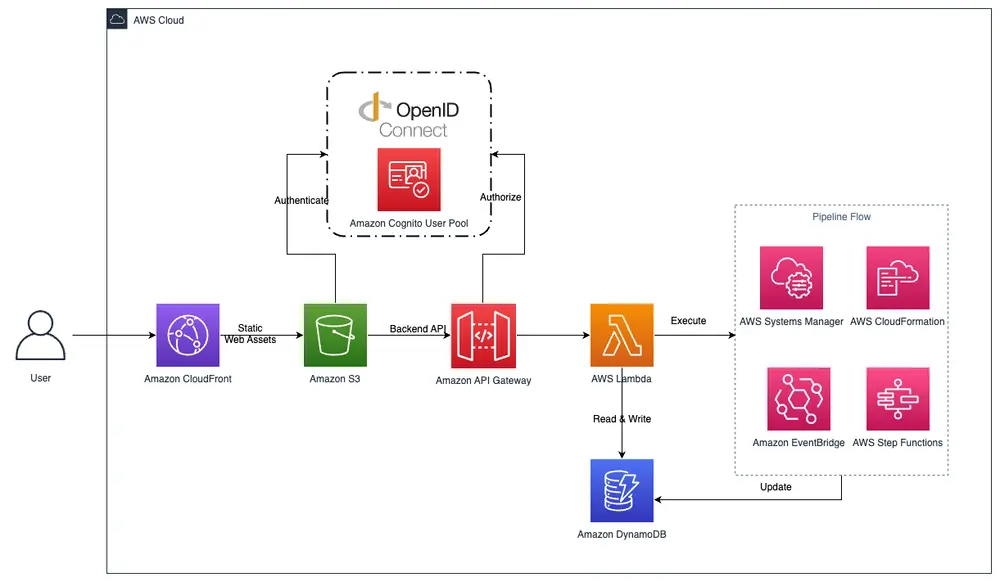 AWS Cloud
OpenID
Connect
Amazon Cognito User Pool
Authenticate
Authorize
Pipeline Flow
AWS Systems Manager
AWS CloudFormation
Amazon EventBridge
AWS Step Functions
User
Amazon CloudFront
Static
Web Assets
Amazon S3
Backend API
Amazon API Gateway
AWS Lambda
Execute
Read & Write
Update
Amazon DynamoDB